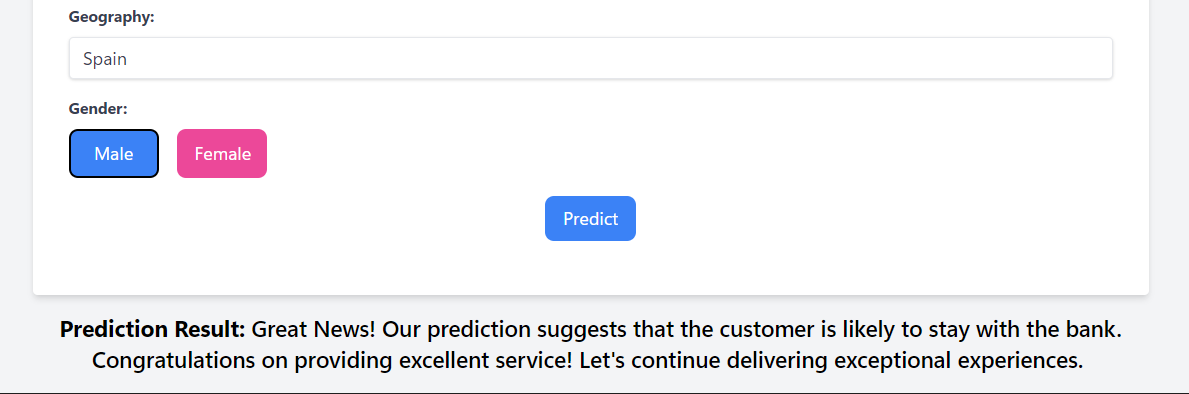 Geography:
Spain
Gender:
Male Female
Predict
Prediction Result: Great News! Our prediction suggests that the customer is likely to stay with the bank.
Congratulations on providing excellent service! Let's continue delivering exceptional experiences.